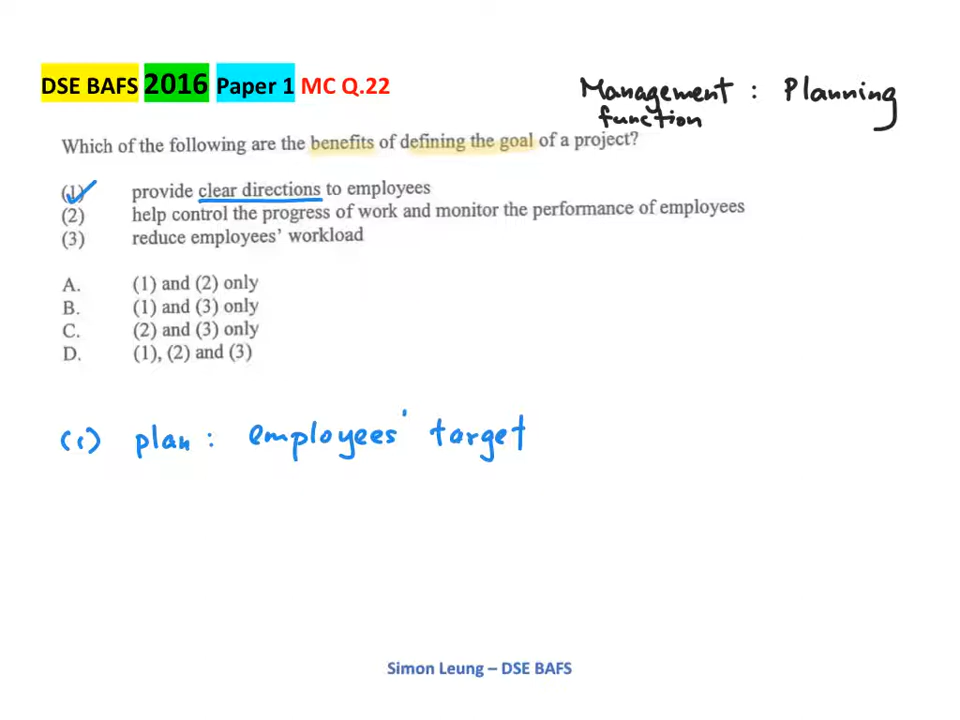 DSE BAFS 2016 Paper 1 MC Q.22
Management : Planning
function
Which of the following are the benefits of defining the goal of a project?
(1) provide clear directions to employees
(2) help control the progress of work and monitor the performance of employees
(3) reduce employees' workload
A. (1) and (2) only
B. (1) and (3) only
C. (2) and (3) only
D. (1), (2) and (3)
(1) plan : employees' target
Simon Leung – DSE BAFS